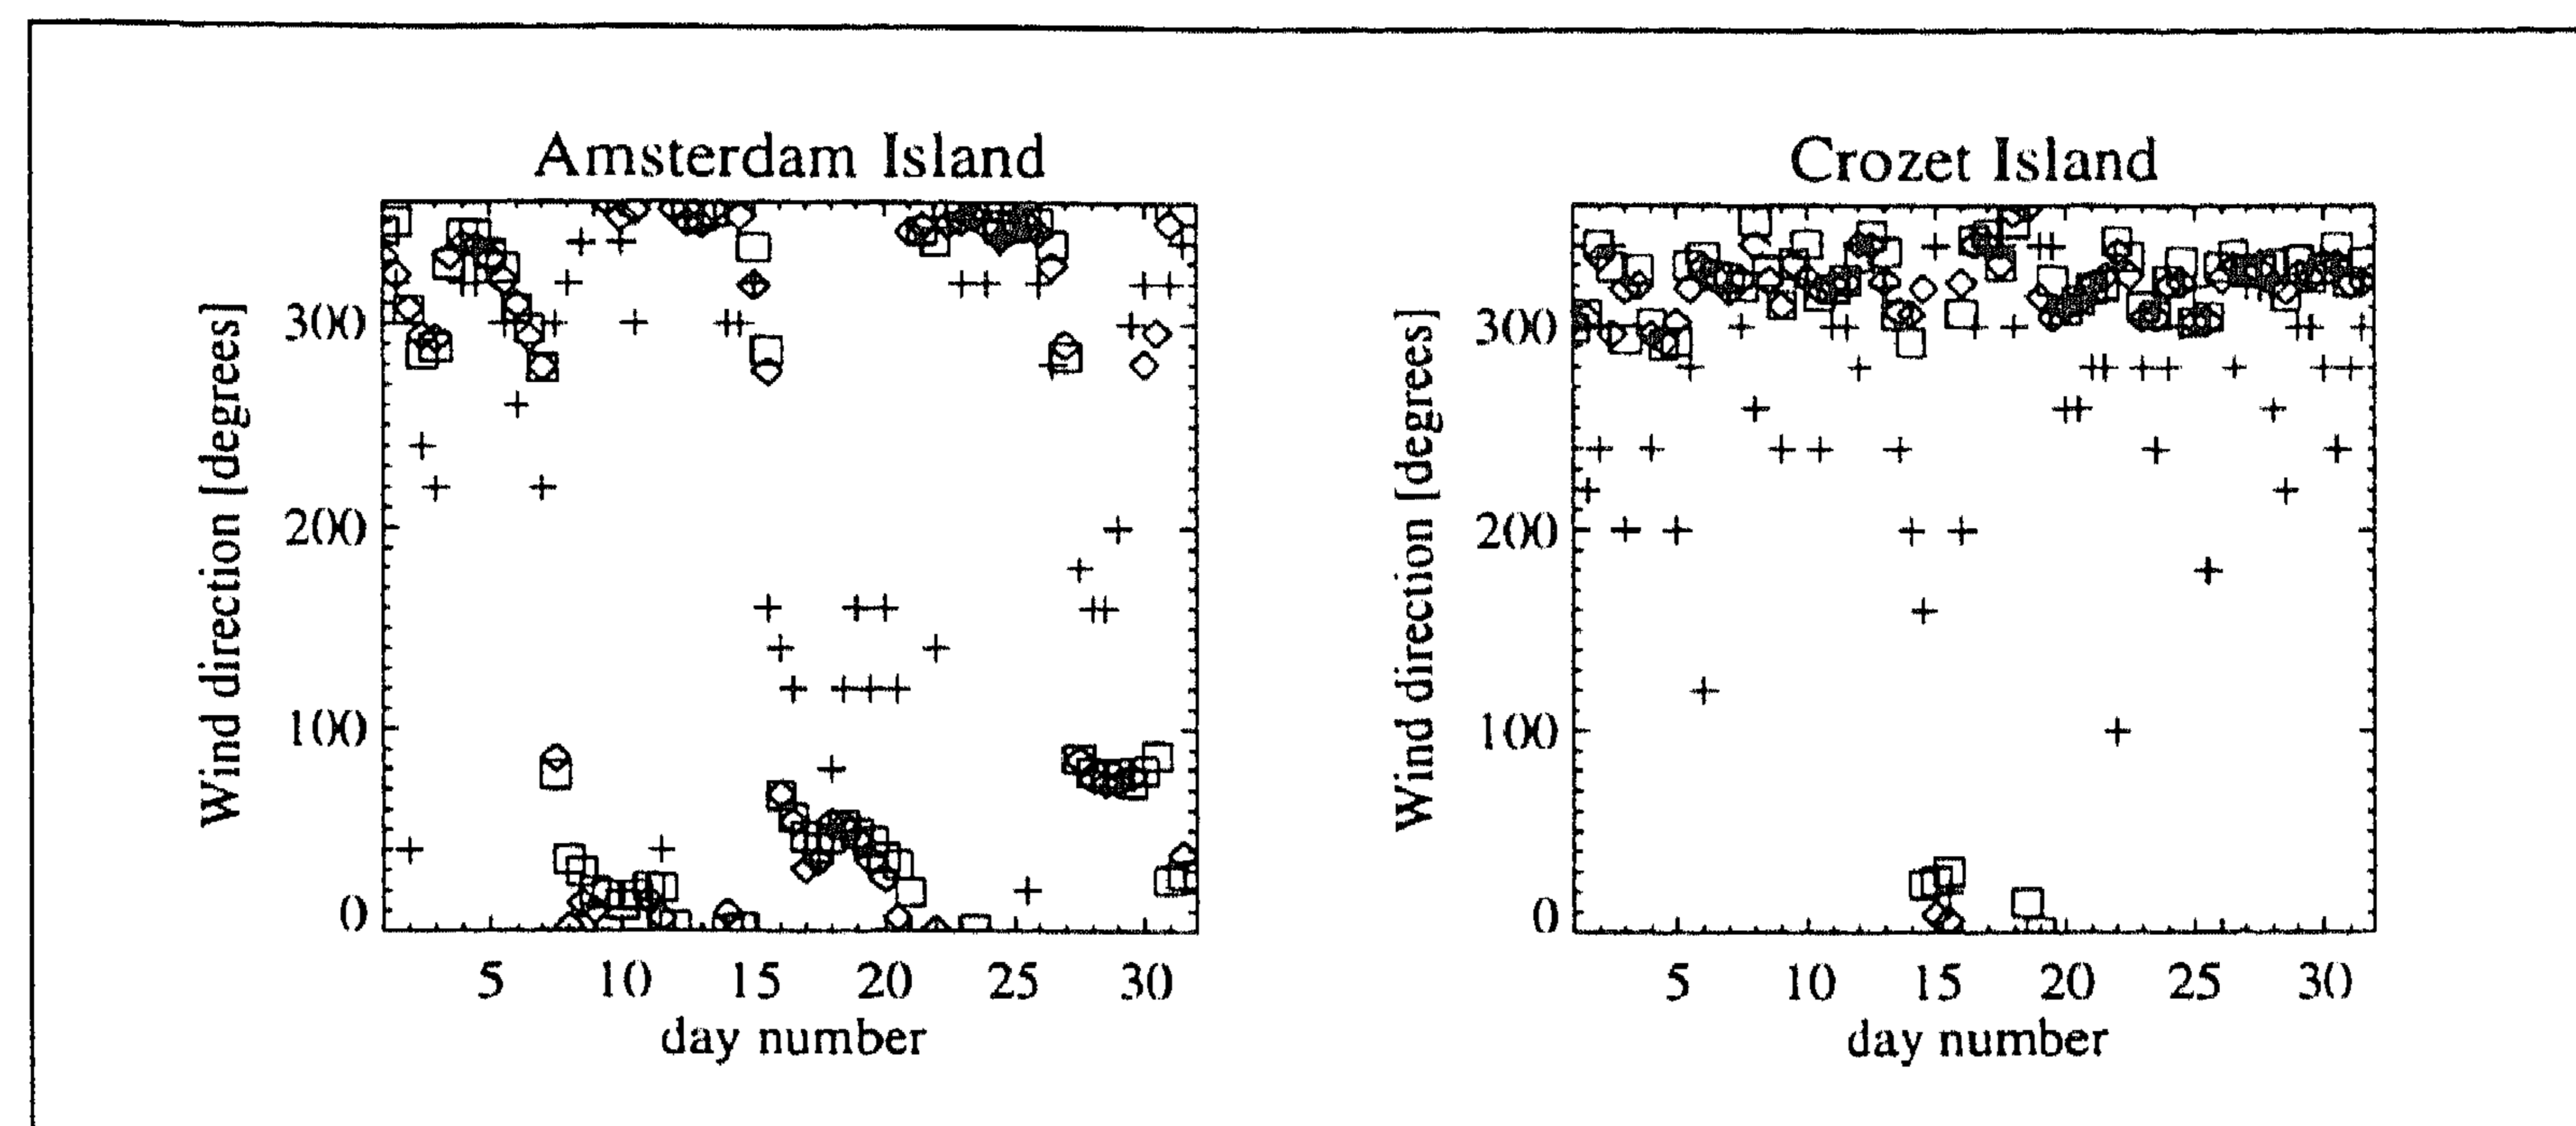 Amsterdam Island
Wind direction [degrees]
300
200
100
0
5 10 15 20 25 30
day number
Crozet Island
Wind direction [degrees]
300
200
100
0
5 10 15 20 25 30
day number